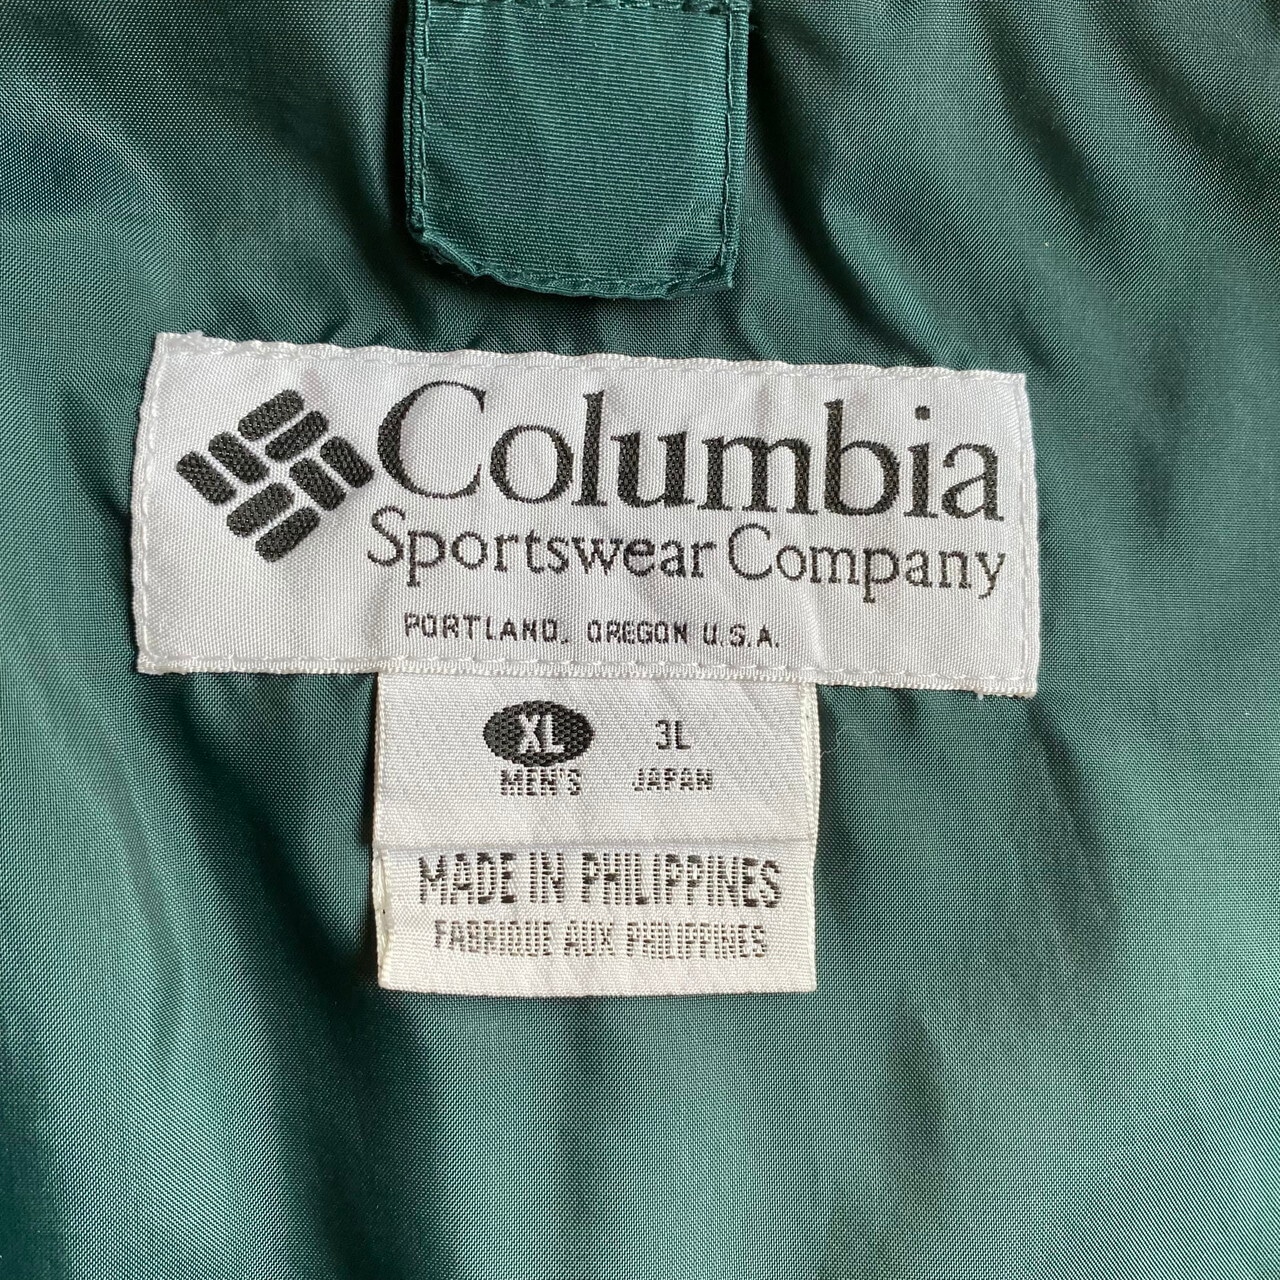 Columbia
Sportswear Company
PORTLAND, OREGON U.S.A.
XL 3L
MEN'S JAPAN
MADE IN PHILIPPINES
FABRIQUE AUX PHILIPPINES